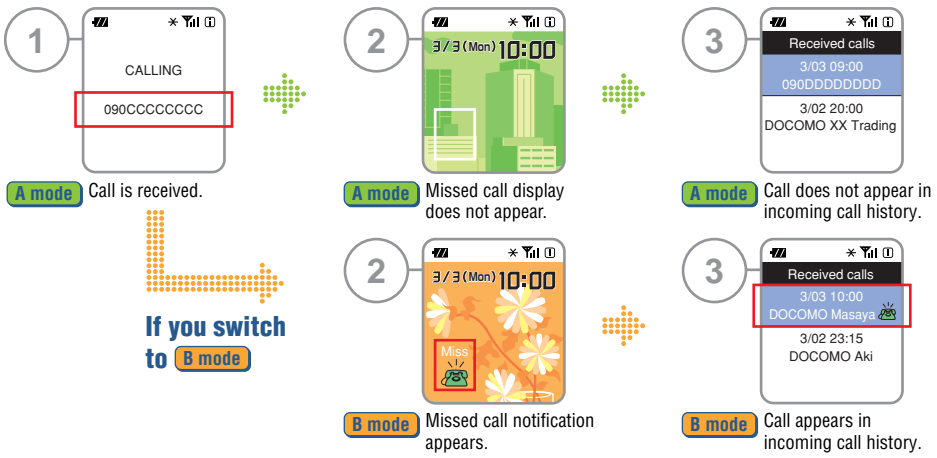 1
CALLING
090CCCCCCCC
A mode Call is received.
2
3/3(Mon) 10:00
A mode Missed call display
does not appear.
3
Received calls
3/03 09:00
090DDDDDDDD
3/02 20:00
DOCOMO XX Trading
A mode Call does not appear in
incoming call history.
If you switch
to B mode
2
3/3(Mon) 10:00
Miss
B mode Missed call notification
appears.
3
Received calls
3/03 10:00
DOCOMO Masaya
3/02 23:15
DOCOMO Aki
B mode Call appears in
incoming call history.